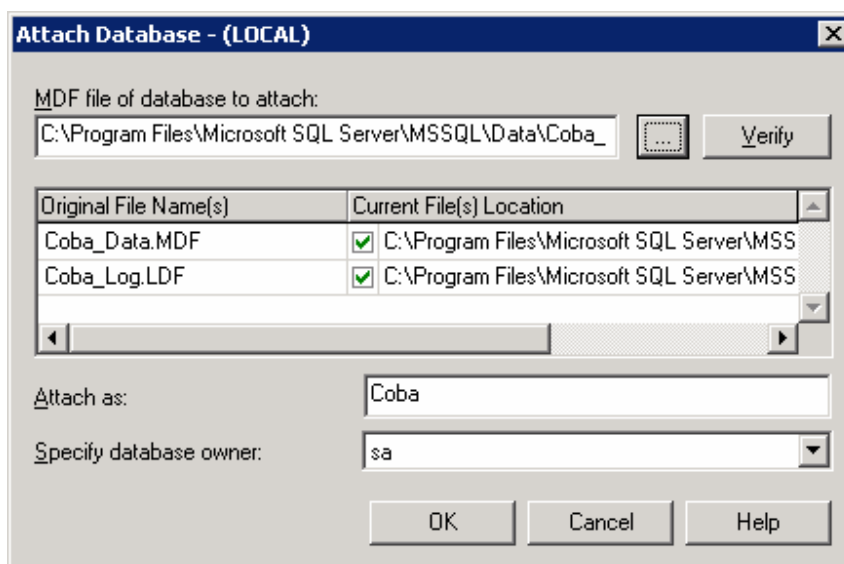 Attach Database - (LOCAL)
MDF file of database to attach:
C:\Program Files\Microsoft SQL Server\MSSQL\Data\Coba_
...
Verify
Original File Name(s) Current File(s) Location
Coba_Data.MDF C:\Program Files\Microsoft SQL Server\MSS
Coba_Log.LDF C:\Program Files\Microsoft SQL Server\MSS
Attach as: Coba
Specify database owner: sa
OK Cancel Help